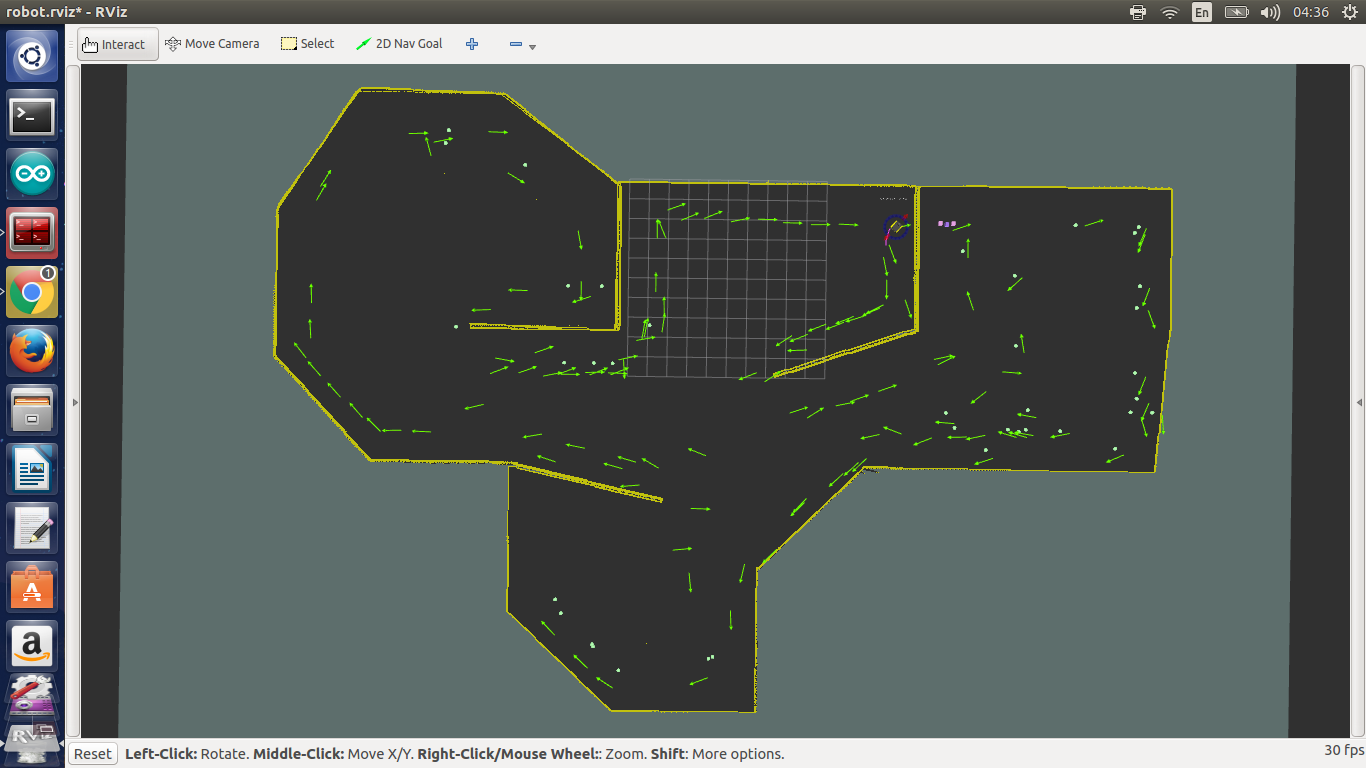 robot.rviz* - RViz
En
04:36
Interact
Move Camera
Select
2D Nav Goal
1
Reset
Left-Click: Rotate. Middle-Click: Move X/Y. Right-Click/Mouse Wheel:: Zoom. Shift: More options.
30 fps